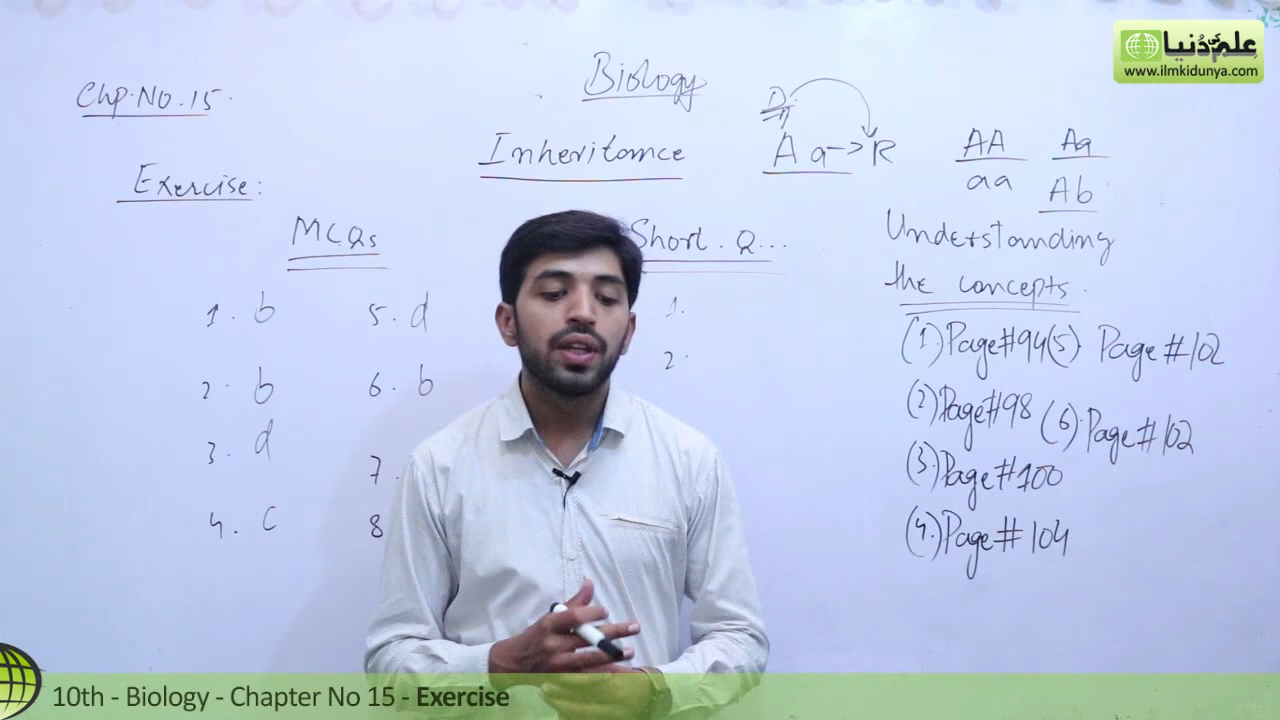 علم کی دُنیا
www.ilmkidunya.com
Biology
Chp.No.15.
Inheritance
D
A a->R
AA
aa
Aa
Ab
Exercise:
MCQs
1. b
2. b
3. d
4. c
5. d
6. b
7.
8
Short. Q...
1.
2.
Understanding
the concepts.
(1.) Page#94 (5) Page#102
(2) Page#98 (6) Page#102
(3.) Page#100
(4.) Page#104
10th - Biology - Chapter No 15 - Exercise